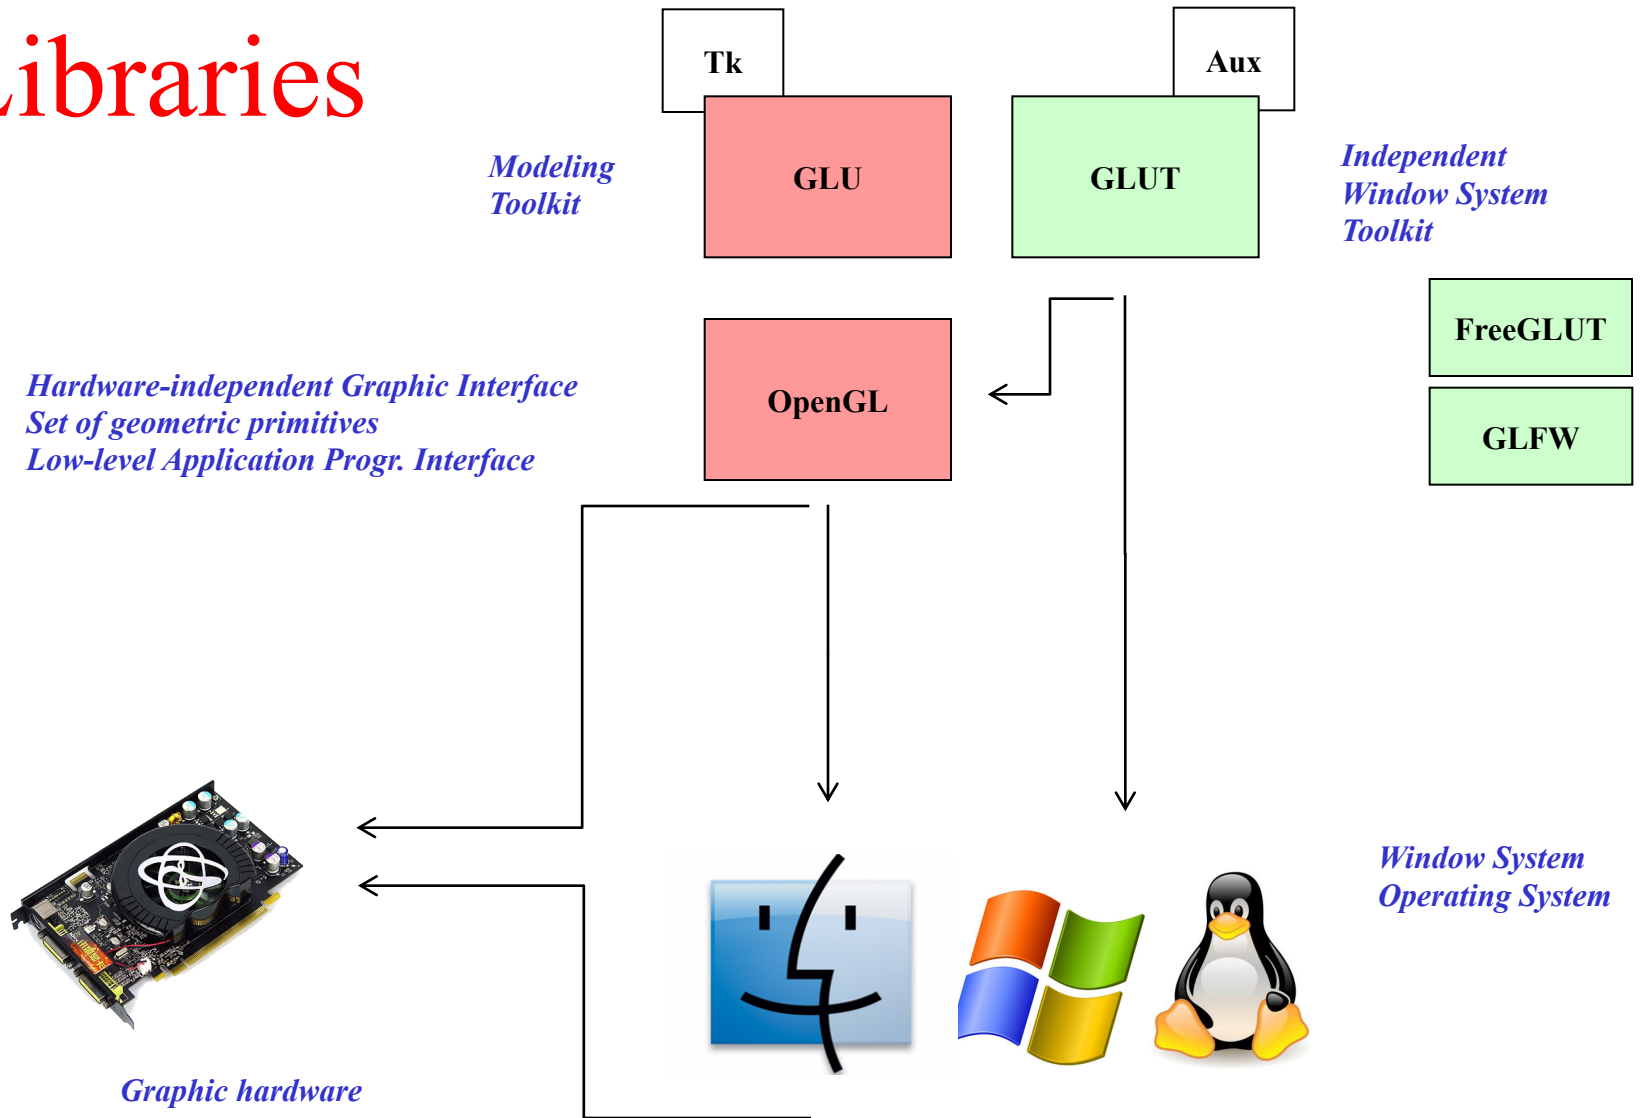 Libraries
Tk
Aux
GLU
GLUT
Modeling
Toolkit
Independent
Window System
Toolkit
FreeGLUT
GLFW
OpenGL
Hardware-independent Graphic Interface
Set of geometric primitives
Low-level Application Progr. Interface
Window System
Operating System
Graphic hardware